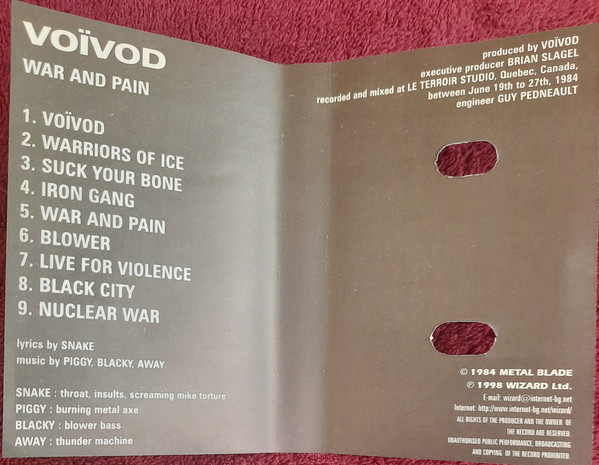 VOÏVOD
WAR AND PAIN
1. VOÏVOD
2. WARRIORS OF ICE
3. SUCK YOUR BONE
4. IRON GANG
5. WAR AND PAIN
6. BLOWER
7. LIVE FOR VIOLENCE
8. BLACK CITY
9. NUCLEAR WAR
lyrics by SNAKE
music by PIGGY, BLACKY, AWAY
SNAKE : throat, insults, screaming mike torture
PIGGY : burning metal axe
BLACKY : blower bass
AWAY : thunder machine
produced by VOÏVOD
executive producer BRIAN SLAGEL
recorded and mixed at LE TERROIR STUDIO, Quebec, Canada,
between June 19th to 27th, 1984
engineer GUY PEDNEAULT
© 1984 METAL BLADE
℗ 1998 WIZARD Ltd.
E-mail: wizard@internet-bg.net
Internet: http://www.internet-bg.net/wizard/
ALL RIGHTS OF THE PRODUCER AND THE OWNER OF
THE RECORD ARE RESERVED.
UNAUTHORISED PUBLIC PERFORMANCE, BROADCASTING
AND COPYING OF THE RECORD PROHIBITED.